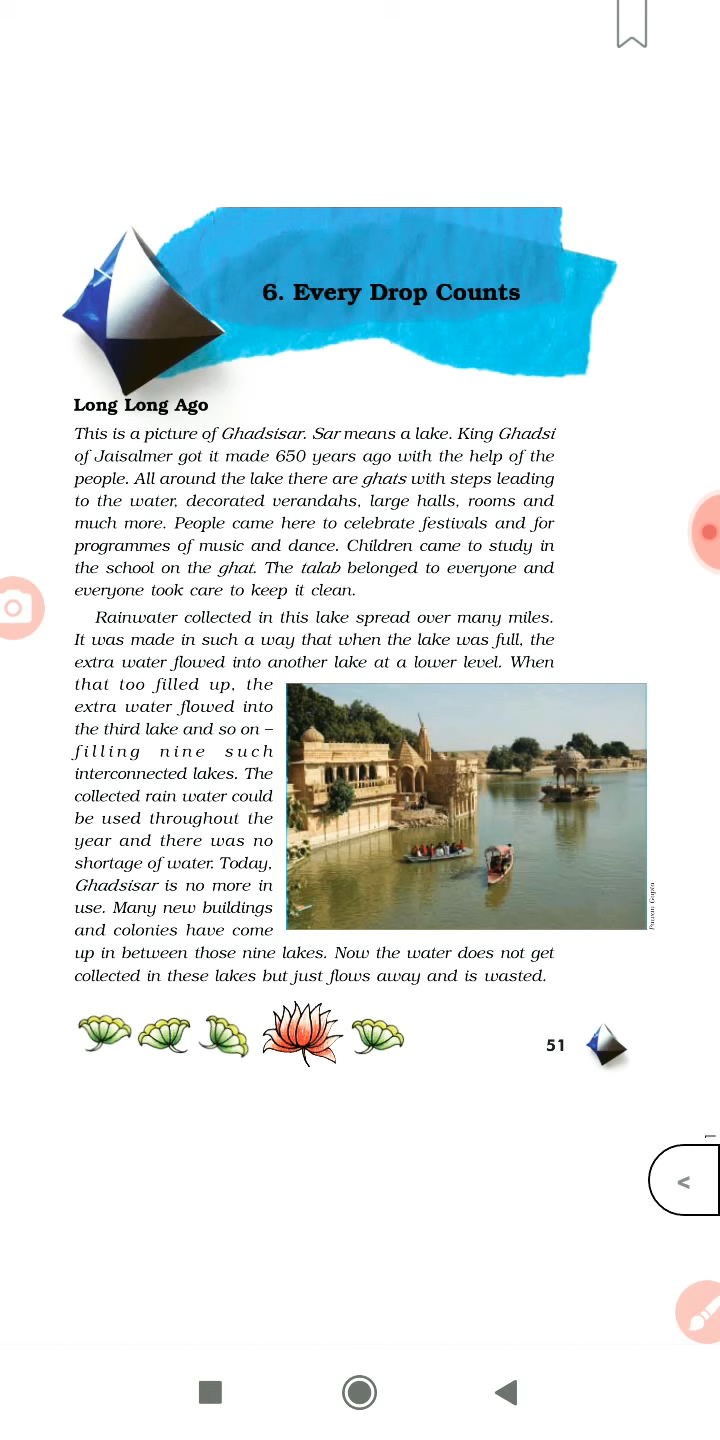 6. Every Drop Counts
Long Long Ago
This is a picture of Ghadsisar. Sar means a lake. King Ghadsi
of Jaisalmer got it made 650 years ago with the help of the
people. All around the lake there are ghats with steps leading
to the water, decorated verandahs, large halls, rooms and
much more. People came here to celebrate festivals and for
programmes of music and dance. Children came to study in
the school on the ghat. The talab belonged to everyone and
everyone took care to keep it clean.
Rainwater collected in this lake spread over many miles.
It was made in such a way that when the lake was full, the
extra water flowed into another lake at a lower level. When
that too filled up, the
extra water flowed into
the third lake and so on –
filling nine such
interconnected lakes. The
collected rain water could
be used throughout the
year and there was no
shortage of water. Today,
Ghadsisar is no more in
use. Many new buildings
and colonies have come
up in between those nine lakes. Now the water does not get
collected in these lakes but just flows away and is wasted.
Pawan Gupta
51